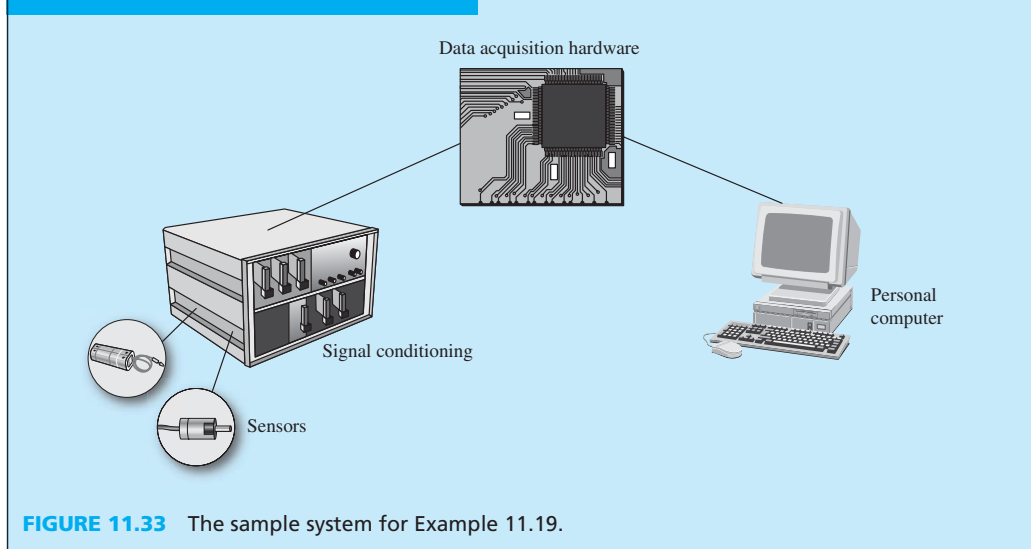 Data acquisition hardware
Personal
computer
Signal conditioning
Sensors
FIGURE 11.33 The sample system for Example 11.19.